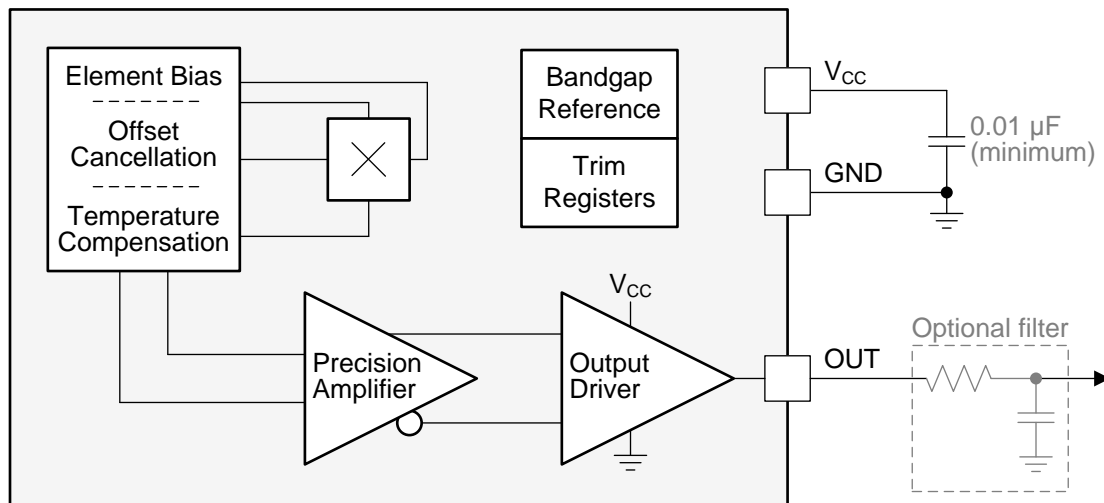 Element Bias
Offset
Cancellation
Temperature
Compensation
Bandgap
Reference
Trim
Registers
VCC
0.01 µF
(minimum)
GND
Precision
Amplifier
VCC
Output
Driver
OUT
Optional filter